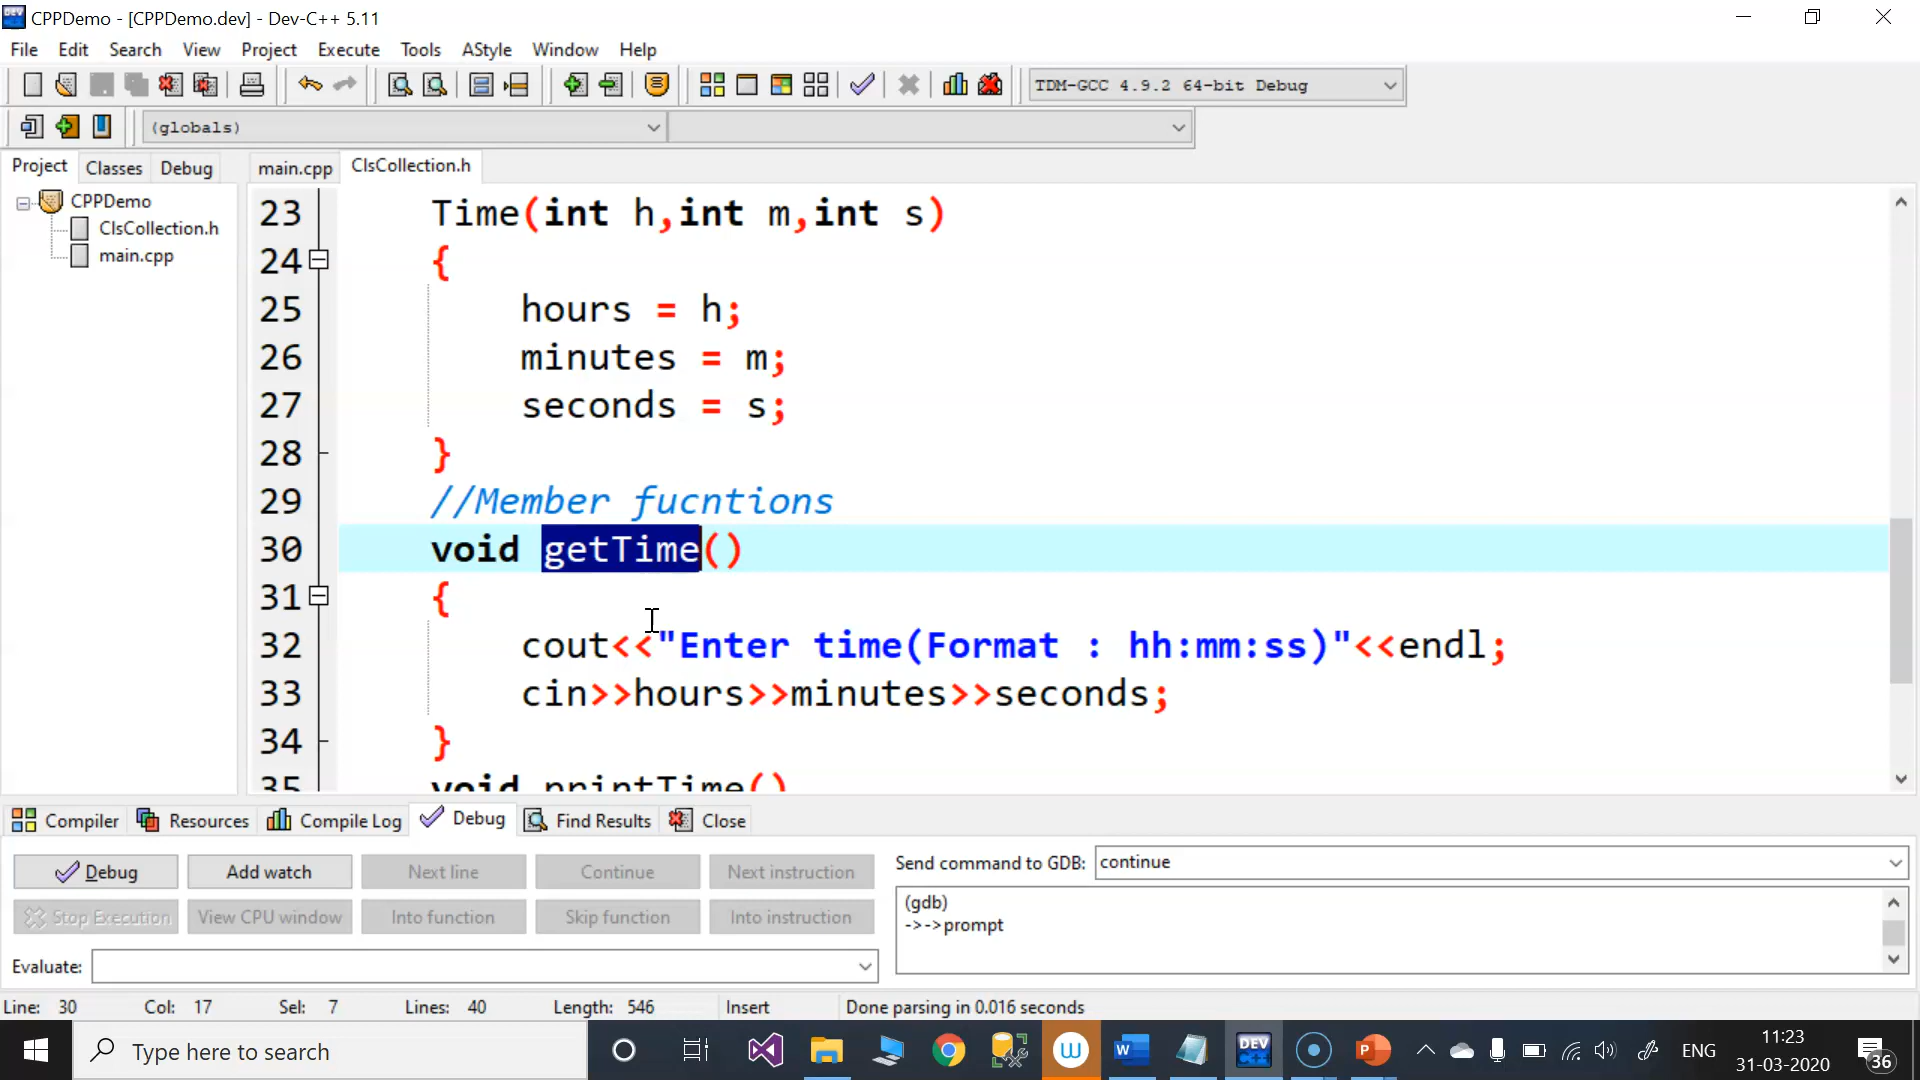 CPPDemo - [CPPDemo.dev] - Dev-C++ 5.11
File Edit Search View Project Execute Tools AStyle Window Help
TDM-GCC 4.9.2 64-bit Debug
(globals)
Project Classes Debug main.cpp ClsCollection.h
CPPDemo
ClsCollection.h
main.cpp
23 Time(int h,int m,int s)
24 {
25 hours = h;
26 minutes = m;
27 seconds = s;
28 }
29 //Member fucntions
30 void getTime()
31 {
32 cout<<"Enter time(Format : hh:mm:ss)"<<endl;
33 cin>>hours>>minutes>>seconds;
34 }
35 void printTime()
Compiler Resources Compile Log Debug Find Results Close
Debug Add watch Next line Continue Next instruction
Stop Execution View CPU window Into function Skip function Into instruction
Evaluate:
Send command to GDB: continue
(gdb)
->->prompt
Line: 30 Col: 17 Sel: 7 Lines: 40 Length: 546 Insert Done parsing in 0.016 seconds
Type here to search
W
W
DEV
C++
P
ENG
11:23
31-03-2020
36